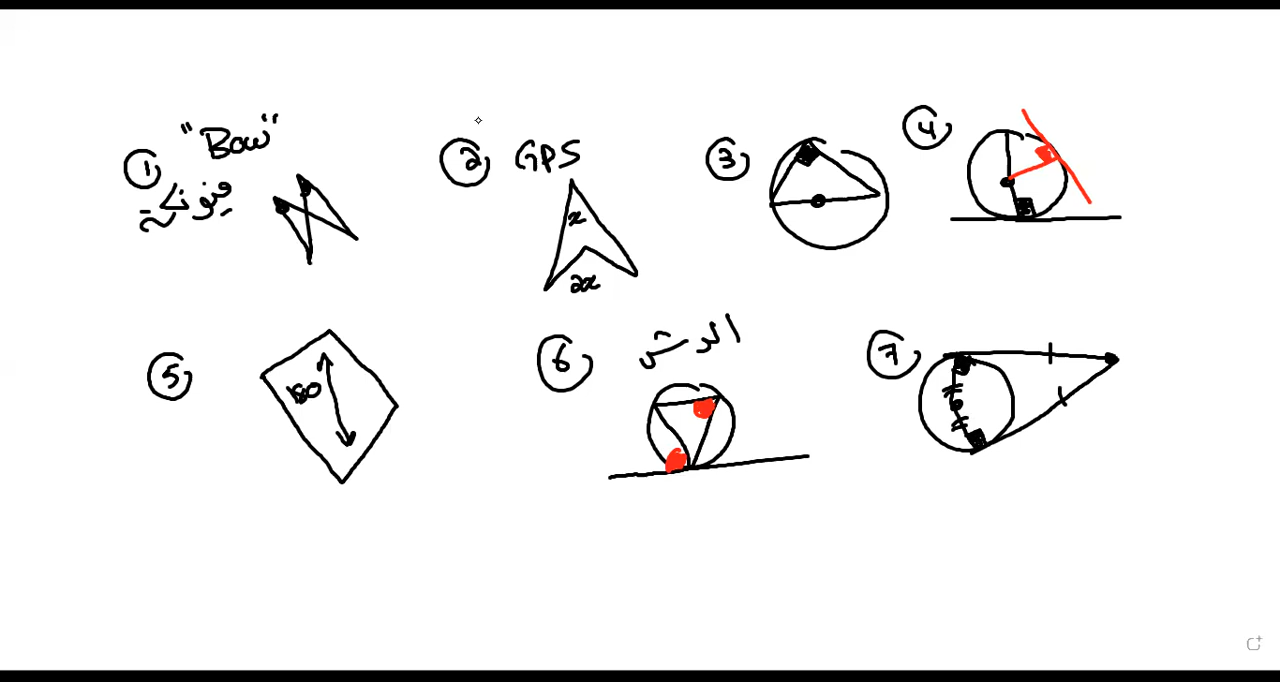 ① "Bow"
فيونكة
② GPS
x
2x
③
④
⑤
180
⑥ الدش
⑦